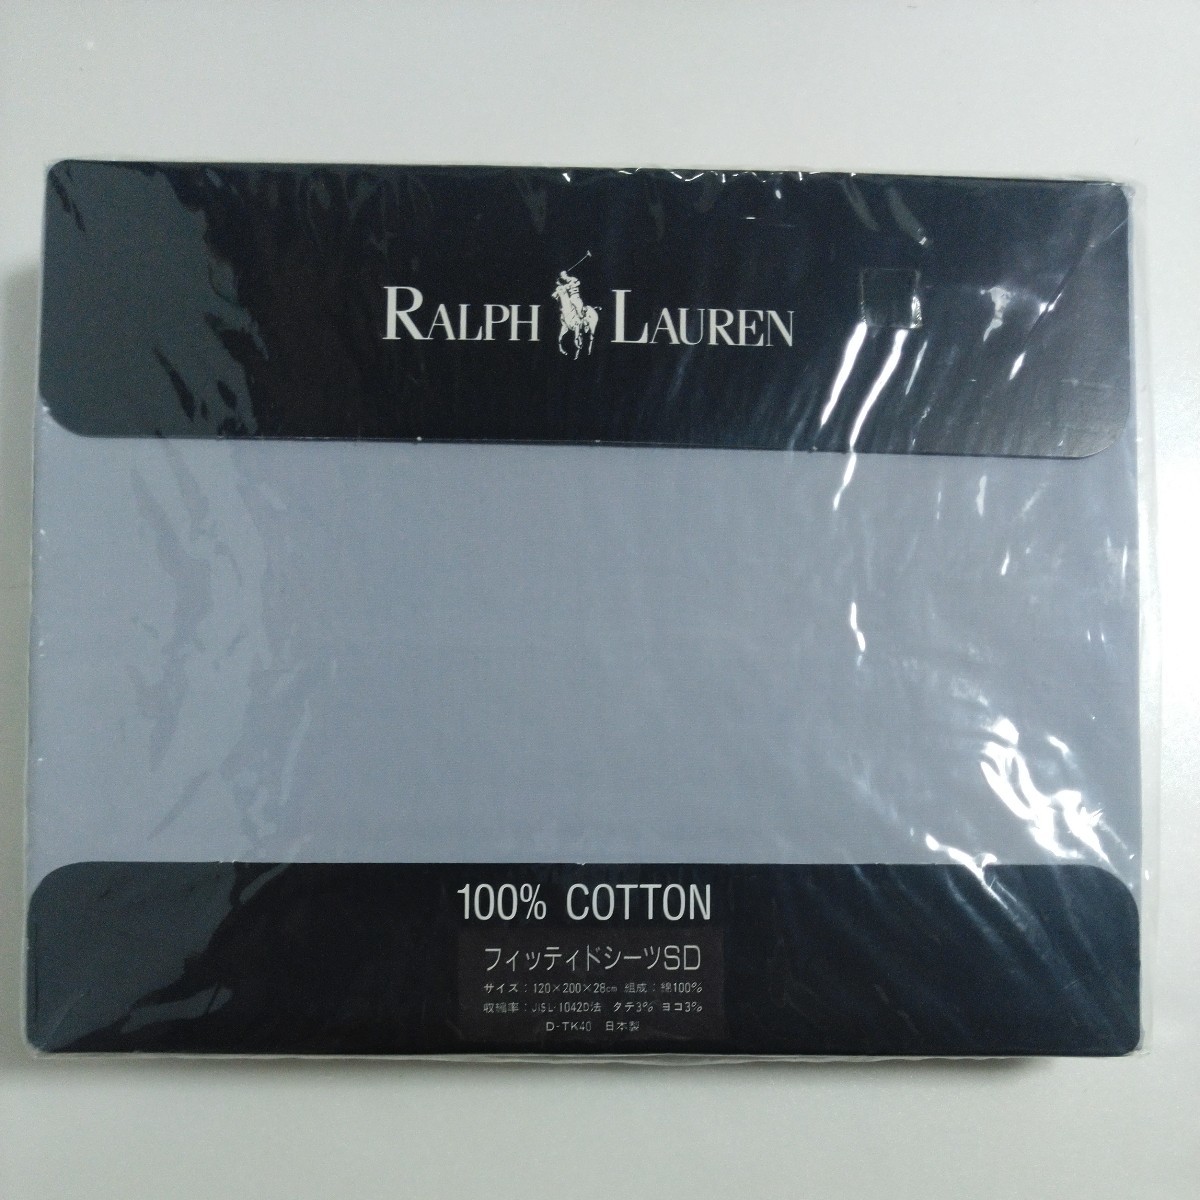 RALPH LAUREN
100% COTTON
フィッティドシーツSD
サイズ：120×200×28cm 組成：綿100%
収縮率：JISL-1042D法 タテ3% ヨコ3%
D-TK40 日本製